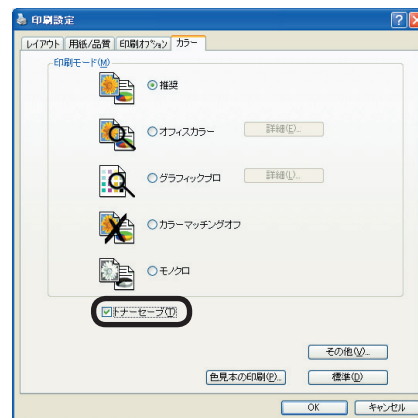 印刷設定
レイアウト 用紙/品質 印刷オプション カラー
印刷モード(M)
推奨
オフィスカラー 詳細(E)...
グラフィックプロ 詳細(L)...
カラーマッチングオフ
モノクロ
トナーセーブ(T)
その他(V)...
色見本の印刷(P)... 標準(D)
OK キャンセル